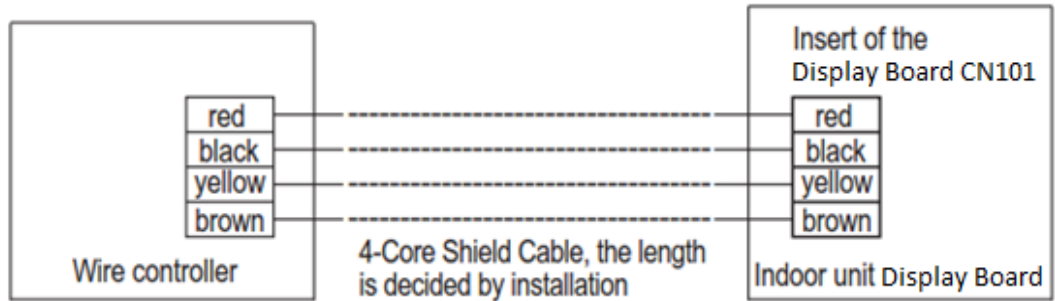 Insert of the
Display Board CN101
red
black
yellow
brown
red
black
yellow
brown
4-Core Shield Cable, the length
is decided by installation
Wire controller
Indoor unit Display Board